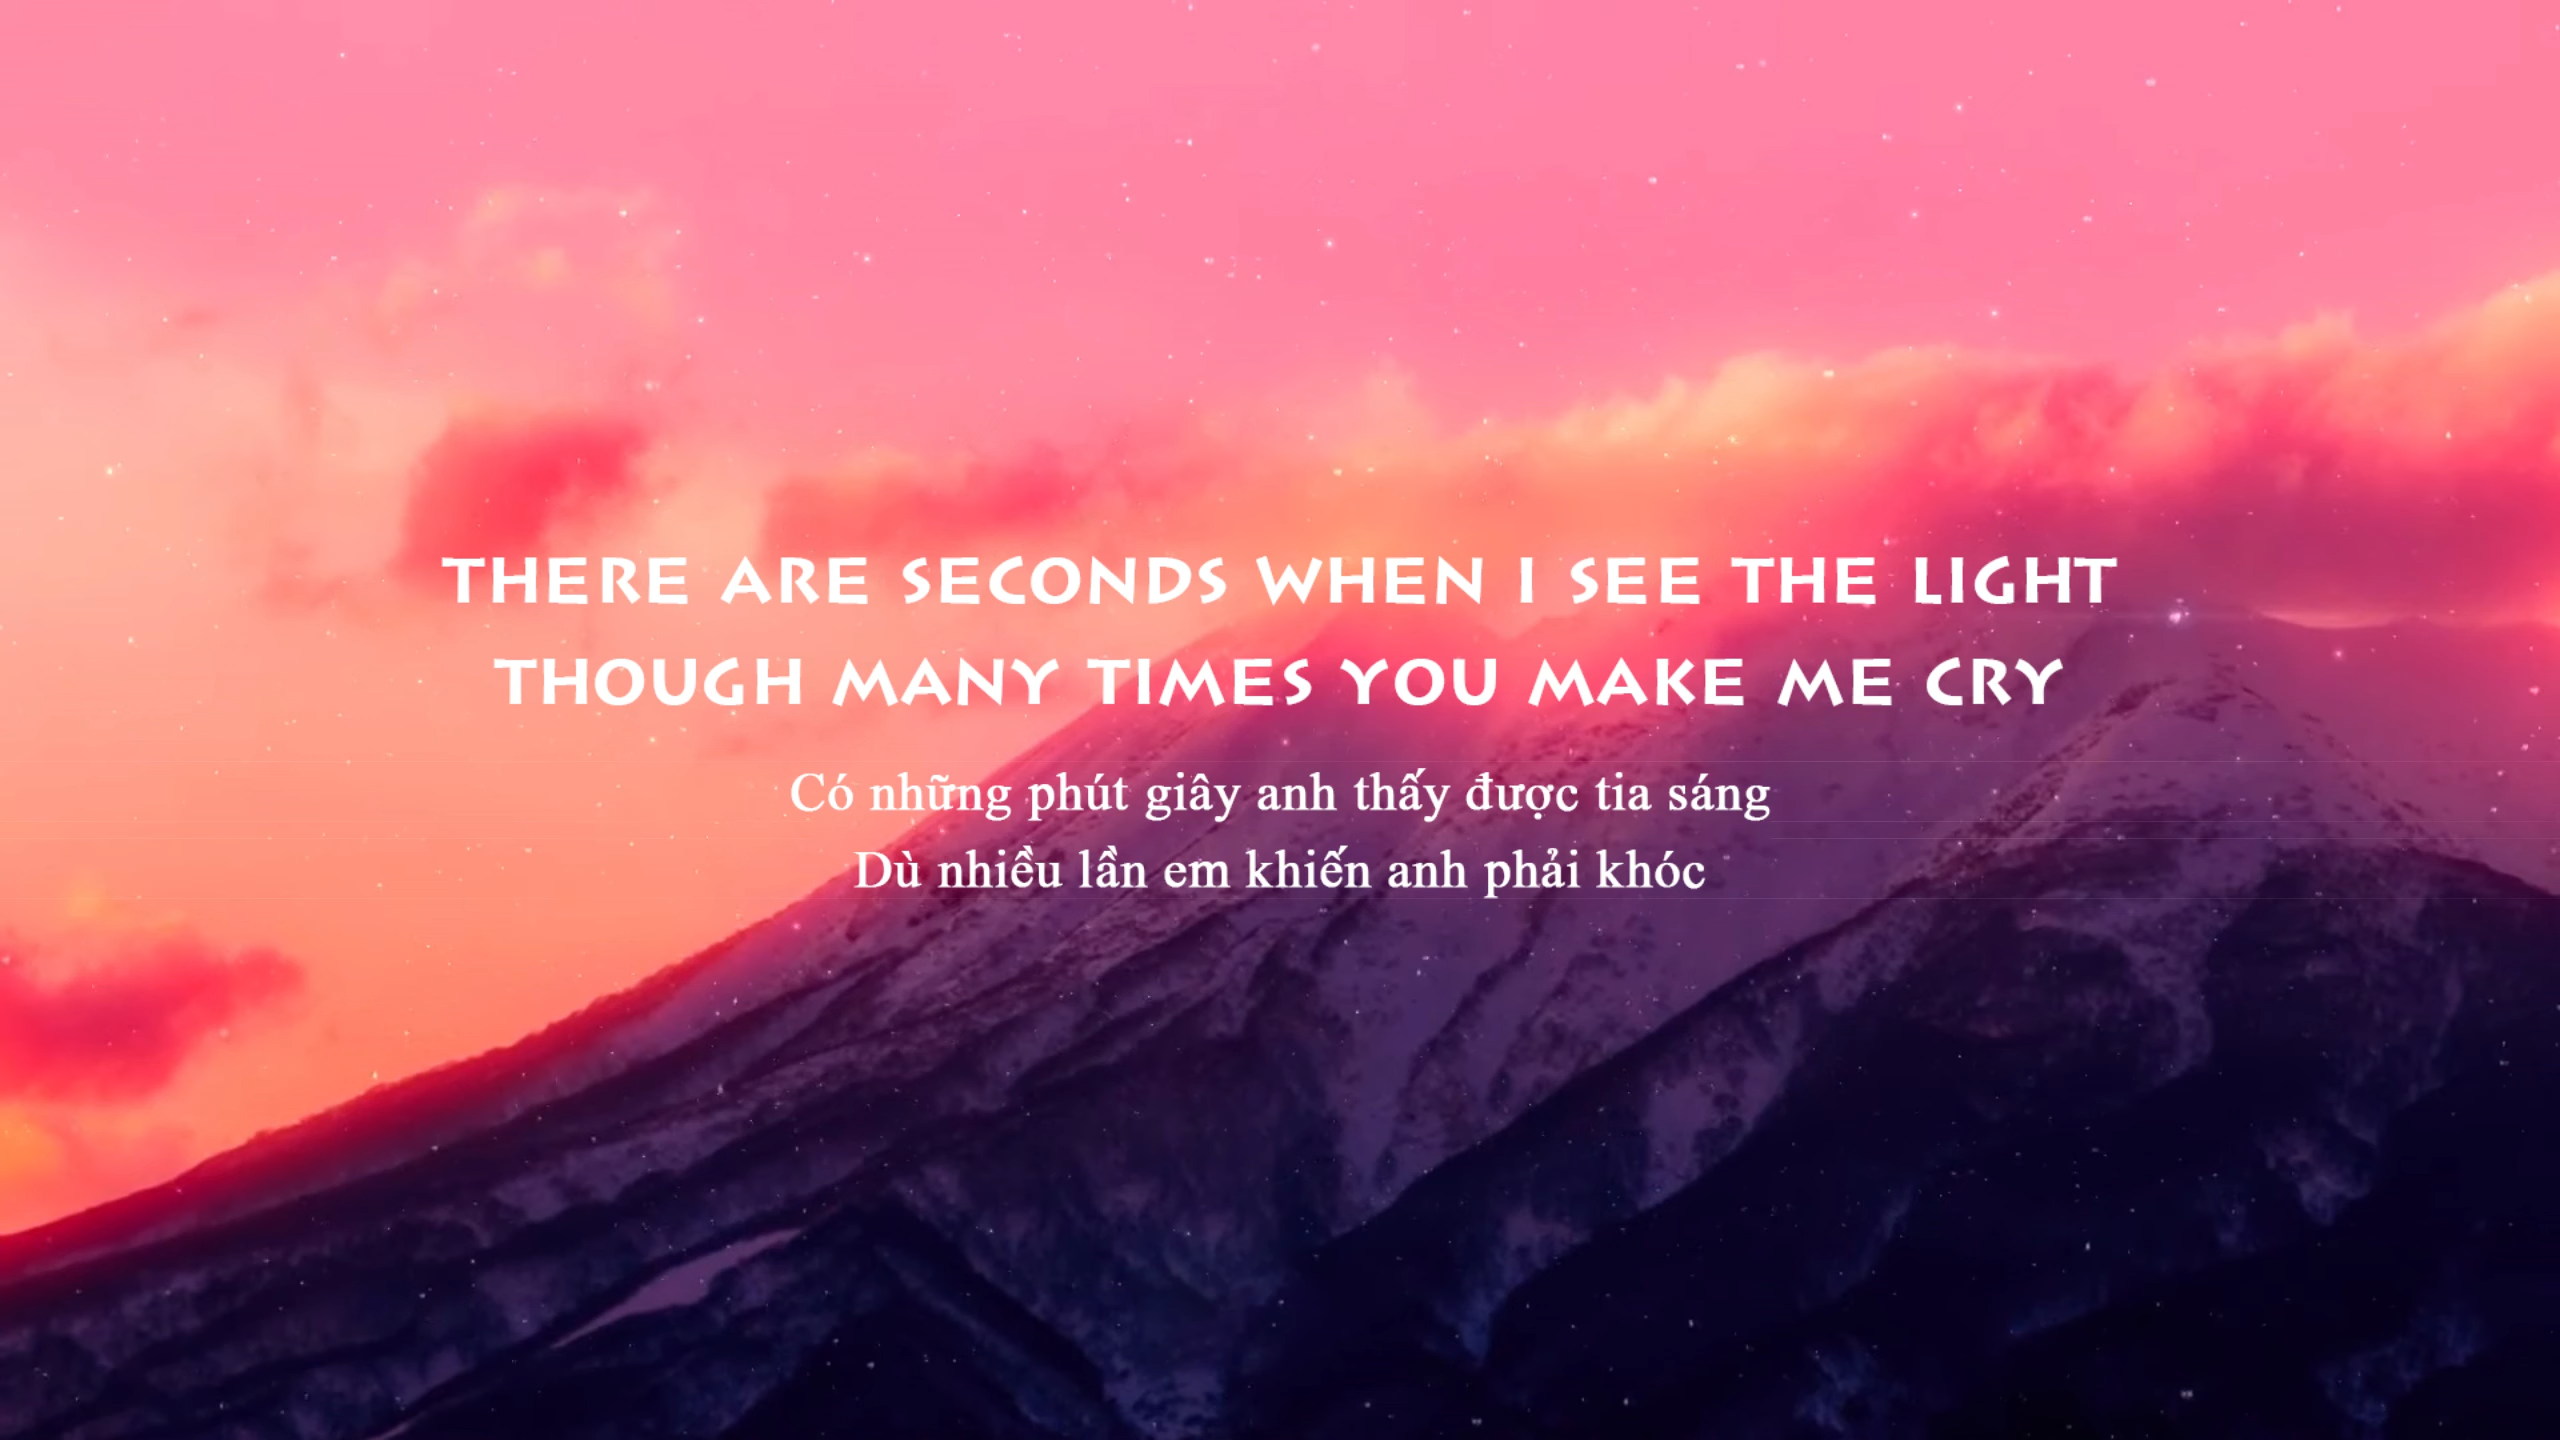 THERE ARE SECONDS WHEN I SEE THE LIGHT
THOUGH MANY TIMES YOU MAKE ME CRY
Có những phút giây anh thấy được tia sáng
Dù nhiều lần em khiến anh phải khóc